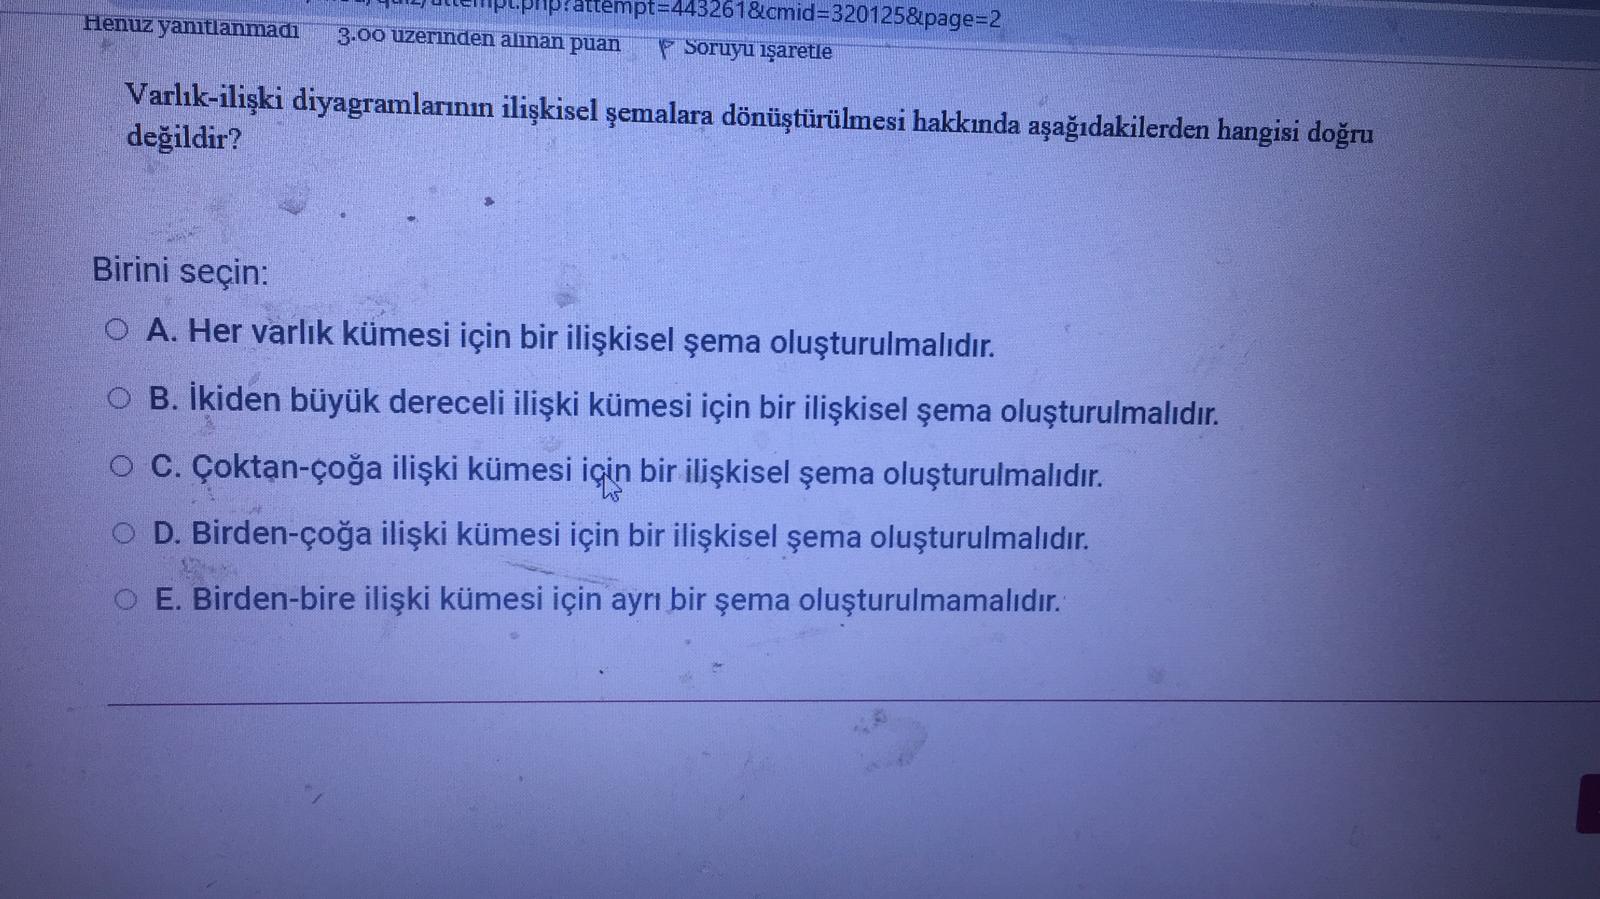 attempt.php?attempt=443261&cmid=320125&page=2
Henüz yanıtlanmadı 3.00 üzerinden alınan puan Soruyu işaretle
Varlık-ilişki diyagramlarının ilişkisel şemalara dönüştürülmesi hakkında aşağıdakilerden hangisi doğru
değildir?
Birini seçin:
A. Her varlık kümesi için bir ilişkisel şema oluşturulmalıdır.
B. İkiden büyük dereceli ilişki kümesi için bir ilişkisel şema oluşturulmalıdır.
C. Çoktan-çoğa ilişki kümesi için bir ilişkisel şema oluşturulmalıdır.
D. Birden-çoğa ilişki kümesi için bir ilişkisel şema oluşturulmalıdır.
E. Birden-bire ilişki kümesi için ayrı bir şema oluşturulmamalıdır.